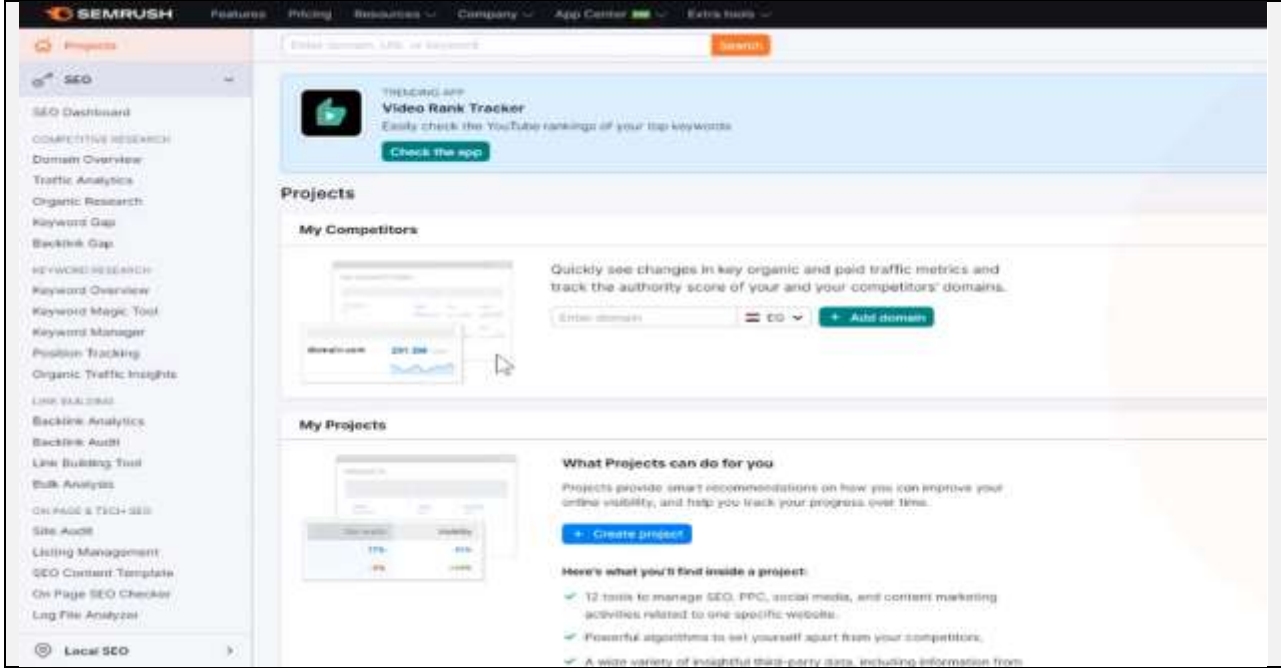 SEMRUSH
Features Pricing Resources Company App Center Extra tools
Projects
Enter domain, URL or keyword
Search
SEO
SEO Dashboard
COMPETITIVE RESEARCH
Domain Overview
Traffic Analytics
Organic Research
Keyword Gap
Backlink Gap
KEYWORD RESEARCH
Keyword Overview
Keyword Magic Tool
Keyword Manager
Position Tracking
Organic Traffic Insights
LINK BUILDING
Backlink Analytics
Backlink Audit
Link Building Tool
Bulk Analysis
ON PAGE & TECH SEO
Site Audit
Listing Management
SEO Content Template
On Page SEO Checker
Log File Analyzer
Local SEO
TRENDING APP
Video Rank Tracker
Easily check the YouTube rankings of your top keywords
Check the app
Projects
My Competitors
Quickly see changes in key organic and paid traffic metrics and
track the authority score of your and your competitors' domains.
Enter domain
EG
+ Add domain
domain.com
My Projects
What Projects can do for you
Projects provide smart recommendations on how you can improve your
online visibility, and help you track your progress over time.
+ Create project
Visibility
Here's what you'll find inside a project:
12 tools to manage SEO, PPC, social media, and content marketing
activities related to one specific website.
Powerful algorithms to set yourself apart from your competitors.
A wide variety of insightful third-party data, including information from